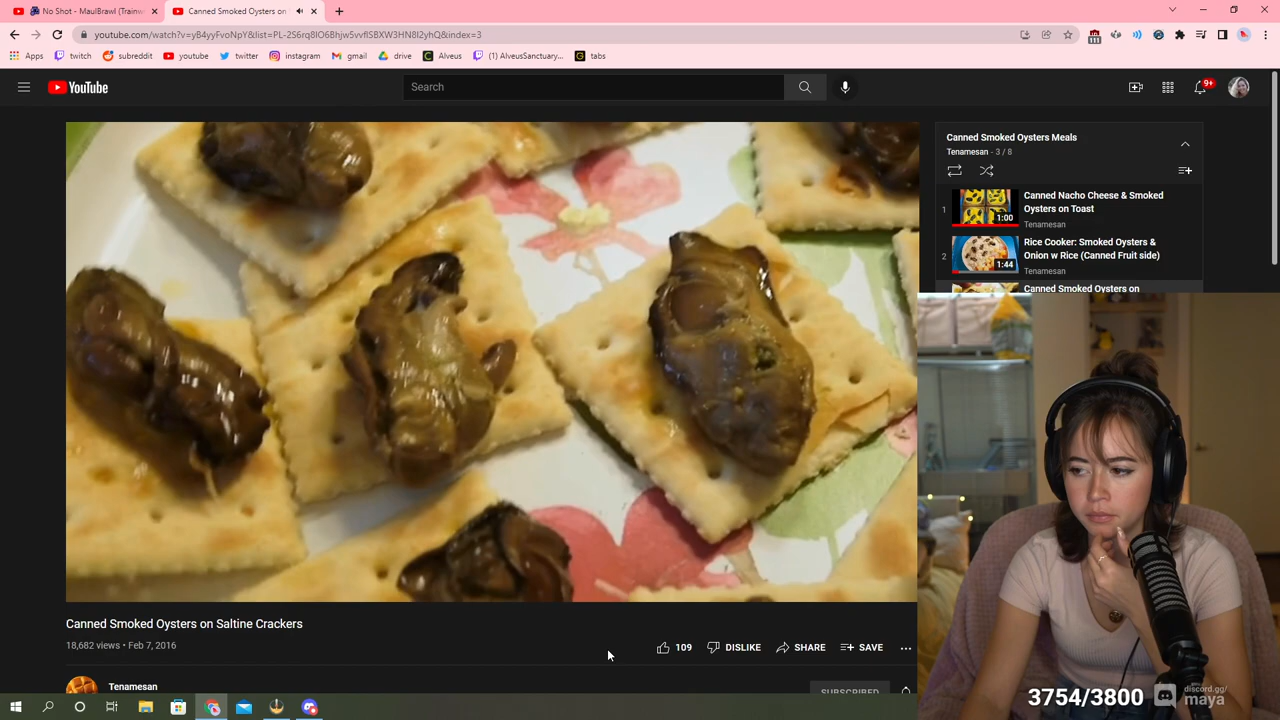 No Shot - MaulBrawl (Trainw
Canned Smoked Oysters on
youtube.com/watch?v=yB4yyFvoNpY&list=PL-2S6rq8IO6Bhjw5vvflSBXW3HN8I2yhQ&index=3
Apps
twitch
subreddit
youtube
twitter
instagram
gmail
drive
Alveus
(1) AlveusSanctuary...
tabs
YouTube
Search
9+
Canned Smoked Oysters Meals
Tenamesan - 3 / 8
1
1:00
Canned Nacho Cheese & Smoked
Oysters on Toast
Tenamesan
2
1:44
Rice Cooker: Smoked Oysters &
Onion w Rice (Canned Fruit side)
Tenamesan
Canned Smoked Oysters on
Canned Smoked Oysters on Saltine Crackers
18,682 views • Feb 7, 2016
109
DISLIKE
SHARE
SAVE
Tenamesan
SUBSCRIBED
3754/3800
discord.gg/
maya